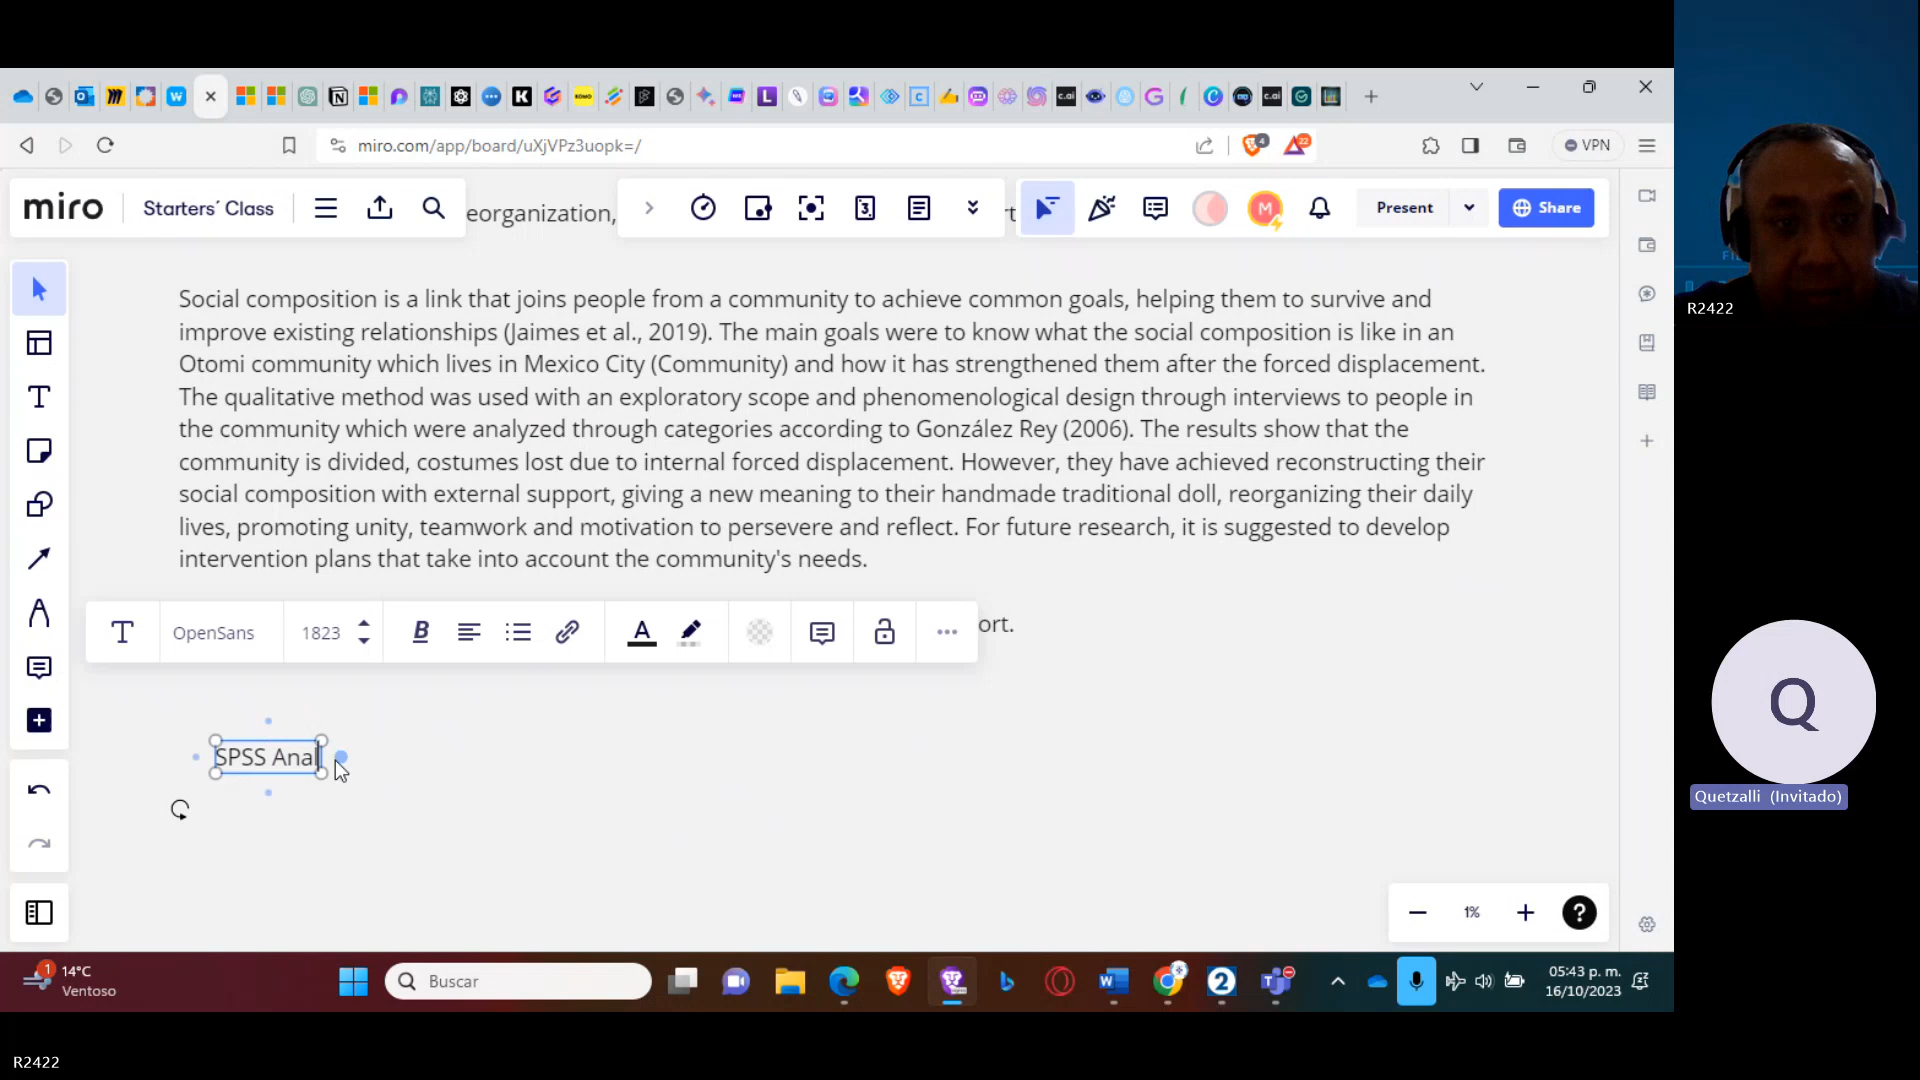 miro.com/app/board/uXjVPz3uopk=/
4
22
VPN
miro
Starters´ Class
eorganization,
rt
3
M
Present
Share
Social composition is a link that joins people from a community to achieve common goals, helping them to survive and
improve existing relationships (Jaimes et al., 2019). The main goals were to know what the social composition is like in an
Otomi community which lives in Mexico City (Community) and how it has strengthened them after the forced displacement.
The qualitative method was used with an exploratory scope and phenomenological design through interviews to people in
the community which were analyzed through categories according to González Rey (2006). The results show that the
community is divided, costumes lost due to internal forced displacement. However, they have achieved reconstructing their
social composition with external support, giving a new meaning to their handmade traditional doll, reorganizing their daily
lives, promoting unity, teamwork and motivation to persevere and reflect. For future research, it is suggested to develop
intervention plans that take into account the community's needs.
OpenSans
1823
B
A
ort.
SPSS Anal
1%
?
R2422
Q
Quetzalli (Invitado)
1
14°C
Ventoso
Buscar
05:43 p. m.
16/10/2023
R2422